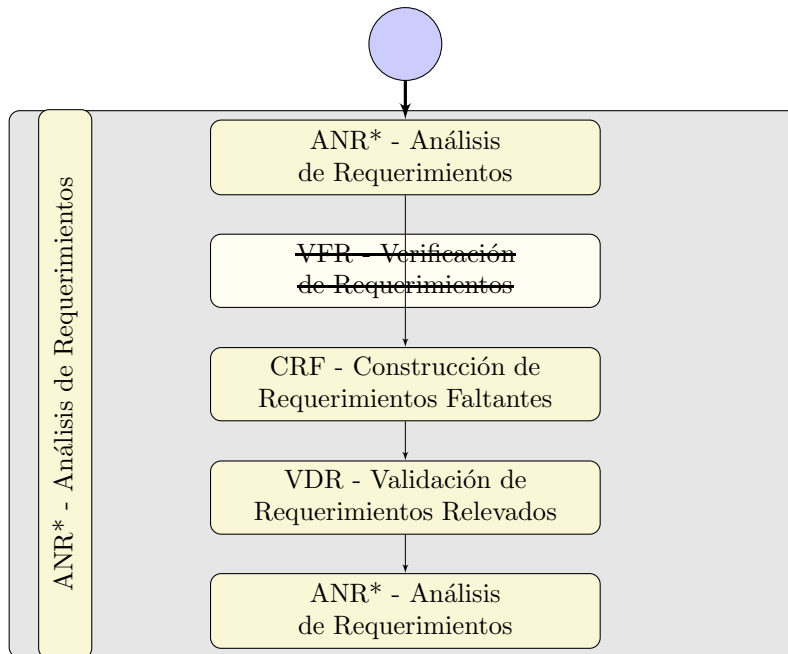 ANR* - Análisis de Requerimientos
ANR* - Análisis
de Requerimientos
VFR - Verificación
de Requerimientos
CRF - Construcción de
Requerimientos Faltantes
VDR - Validación de
Requerimientos Relevados
ANR* - Análisis
de Requerimientos